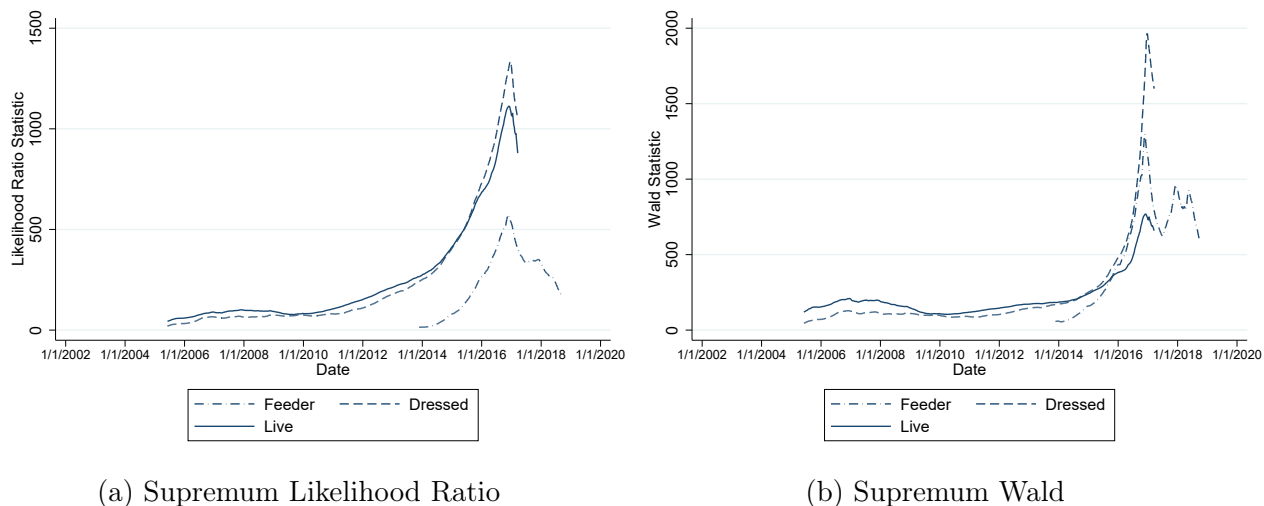 Likelihood Ratio Statistic
1500
1000
500
0
1/1/2002 1/1/2004 1/1/2006 1/1/2008 1/1/2010 1/1/2012 1/1/2014 1/1/2016 1/1/2018 1/1/2020
Date
Feeder Dressed
Live
(a) Supremum Likelihood Ratio
Wald Statistic
2000
1500
1000
500
0
1/1/2002 1/1/2004 1/1/2006 1/1/2008 1/1/2010 1/1/2012 1/1/2014 1/1/2016 1/1/2018 1/1/2020
Date
Feeder Dressed
Live
(b) Supremum Wald